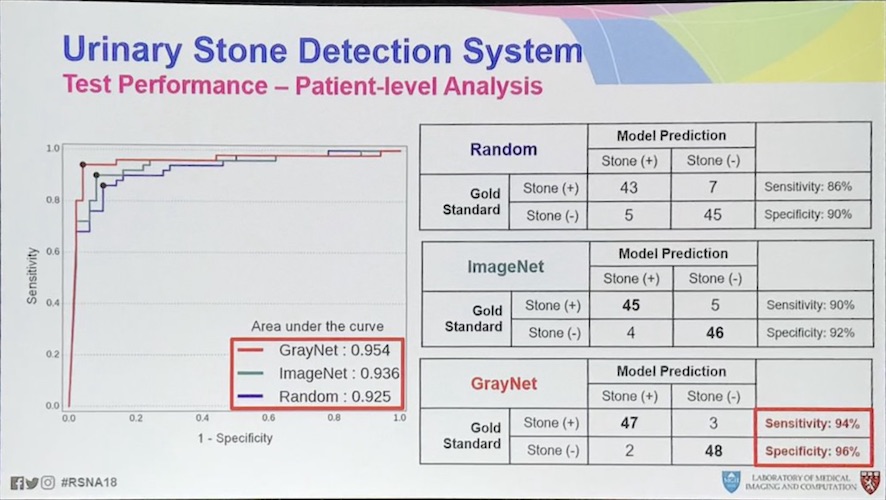 Urinary Stone Detection System
Test Performance – Patient-level Analysis
1.0
0.8
0.6
0.4
0.2
0.0
Sensitivity
0.0 0.2 0.4 0.6 0.8 1.0
1 - Specificity
Area under the curve
GrayNet : 0.954
ImageNet : 0.936
Random : 0.925
Random
Model Prediction
Stone (+) Stone (-)
Gold Standard
Stone (+) 43 7 Sensitivity: 86%
Stone (-) 5 45 Specificity: 90%
ImageNet
Model Prediction
Stone (+) Stone (-)
Gold Standard
Stone (+) 45 5 Sensitivity: 90%
Stone (-) 4 46 Specificity: 92%
GrayNet
Model Prediction
Stone (+) Stone (-)
Gold Standard
Stone (+) 47 3 Sensitivity: 94%
Stone (-) 2 48 Specificity: 96%
#RSNA18
LABORATORY OF MEDICAL
IMAGING AND COMPUTATION